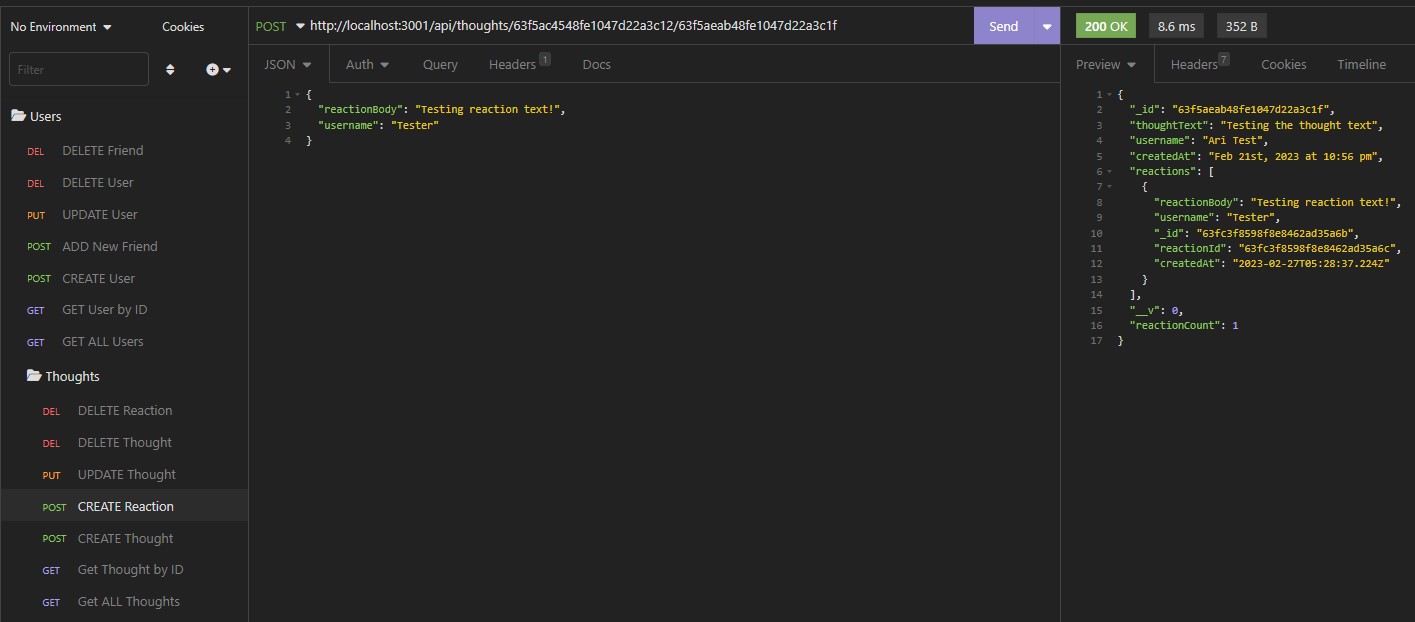 No Environment
Cookies
Filter
Users
DEL DELETE Friend
DEL DELETE User
PUT UPDATE User
POST ADD New Friend
POST CREATE User
GET GET User by ID
GET GET ALL Users
Thoughts
DEL DELETE Reaction
DEL DELETE Thought
PUT UPDATE Thought
POST CREATE Reaction
POST CREATE Thought
GET Get Thought by ID
GET Get ALL Thoughts
POST http://localhost:3001/api/thoughts/63f5ac4548fe1047d22a3c12/63f5aeab48fe1047d22a3c1f Send
JSON Auth Query Headers 1 Docs
1 {
2 "reactionBody": "Testing reaction text!",
3 "username": "Tester"
4 }
200 OK 8.6 ms 352 B
Preview Headers 7 Cookies Timeline
1 {
2 "_id": "63f5aeab48fe1047d22a3c1f",
3 "thoughtText": "Testing the thought text",
4 "username": "Ari Test",
5 "createdAt": "Feb 21st, 2023 at 10:56 pm",
6 "reactions": [
7 {
8 "reactionBody": "Testing reaction text!",
9 "username": "Tester",
10 "_id": "63fc3f8598f8e8462ad35a6b",
11 "reactionId": "63fc3f8598f8e8462ad35a6c",
12 "createdAt": "2023-02-27T05:28:37.224Z"
13 }
14 ],
15 "__v": 0,
16 "reactionCount": 1
17 }